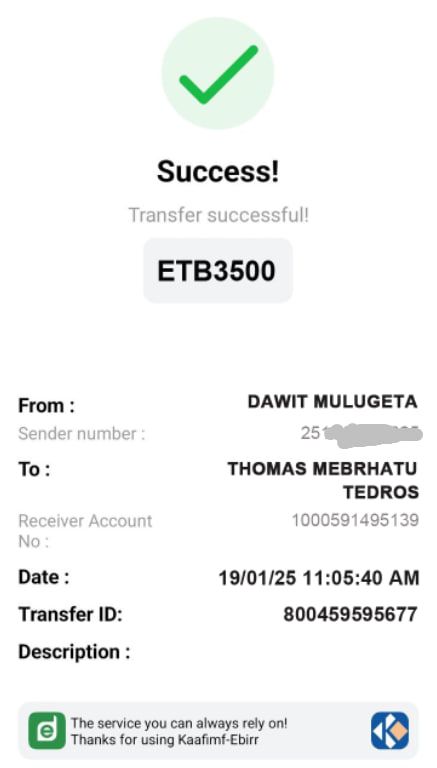 Success!
Transfer successful!
ETB3500
From :
DAWIT MULUGETA
Sender number :
251
To :
THOMAS MEBRHATU
TEDROS
Receiver Account
No :
1000591495139
Date :
19/01/25 11:05:40 AM
Transfer ID:
800459595677
Description :
The service you can always rely on!
Thanks for using Kaafimf-Ebirr